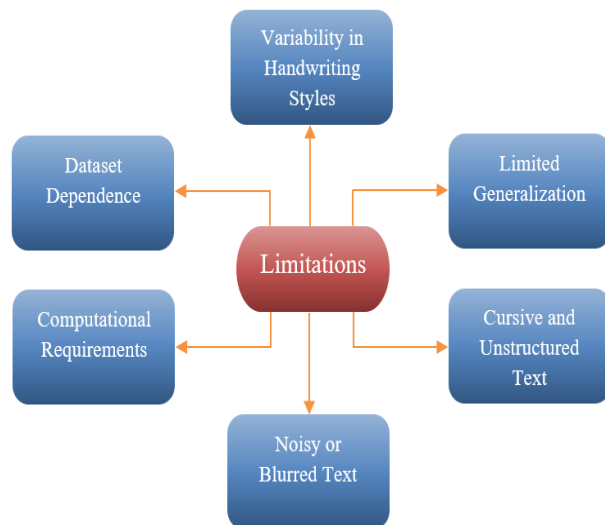 Variability in
Handwriting
Styles
Dataset
Dependence
Limited
Generalization
Limitations
Computational
Requirements
Cursive and
Unstructured
Text
Noisy or
Blurred Text